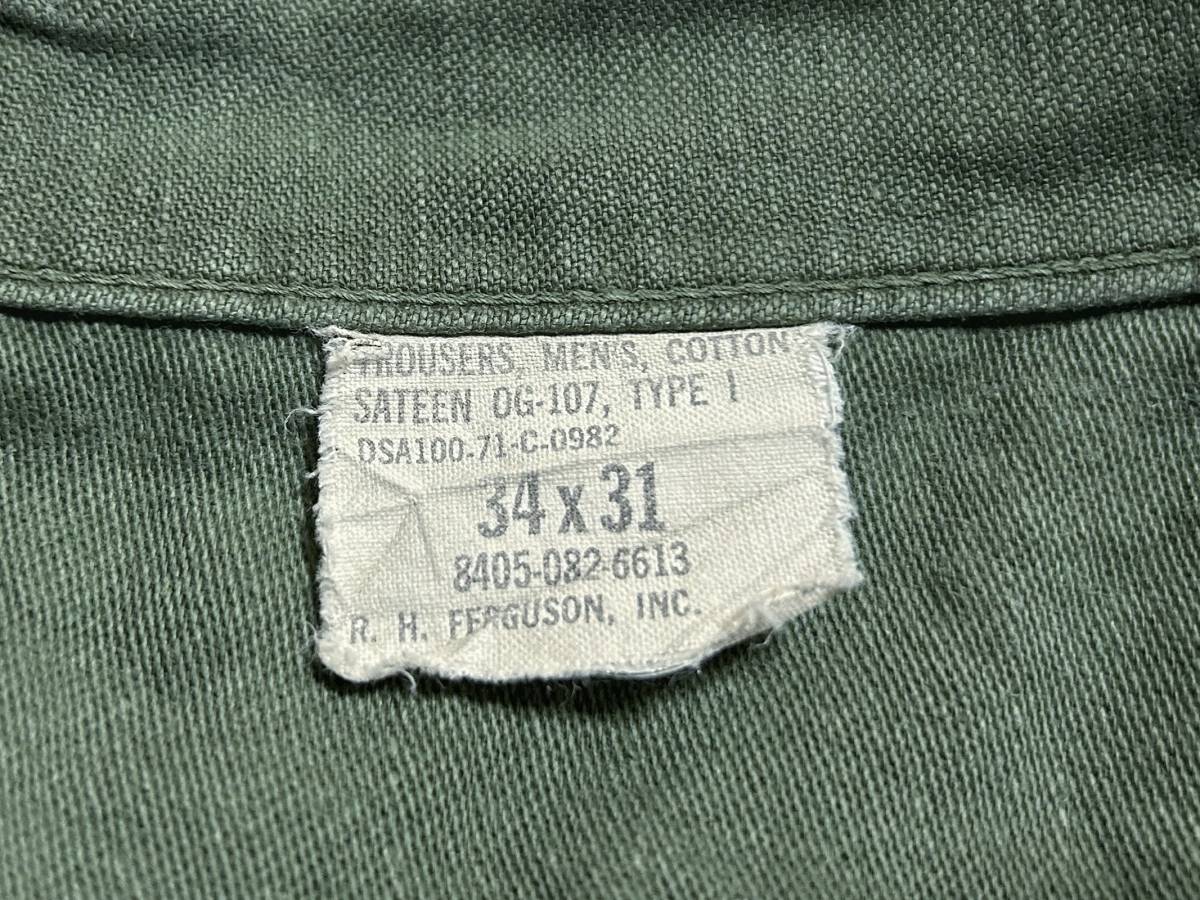 TROUSERS, MEN'S, COTTON
SATEEN OG-107, TYPE I
DSA100-71-C-0982
34 x 31
8405-082-6613
R. H. FERGUSON, INC.